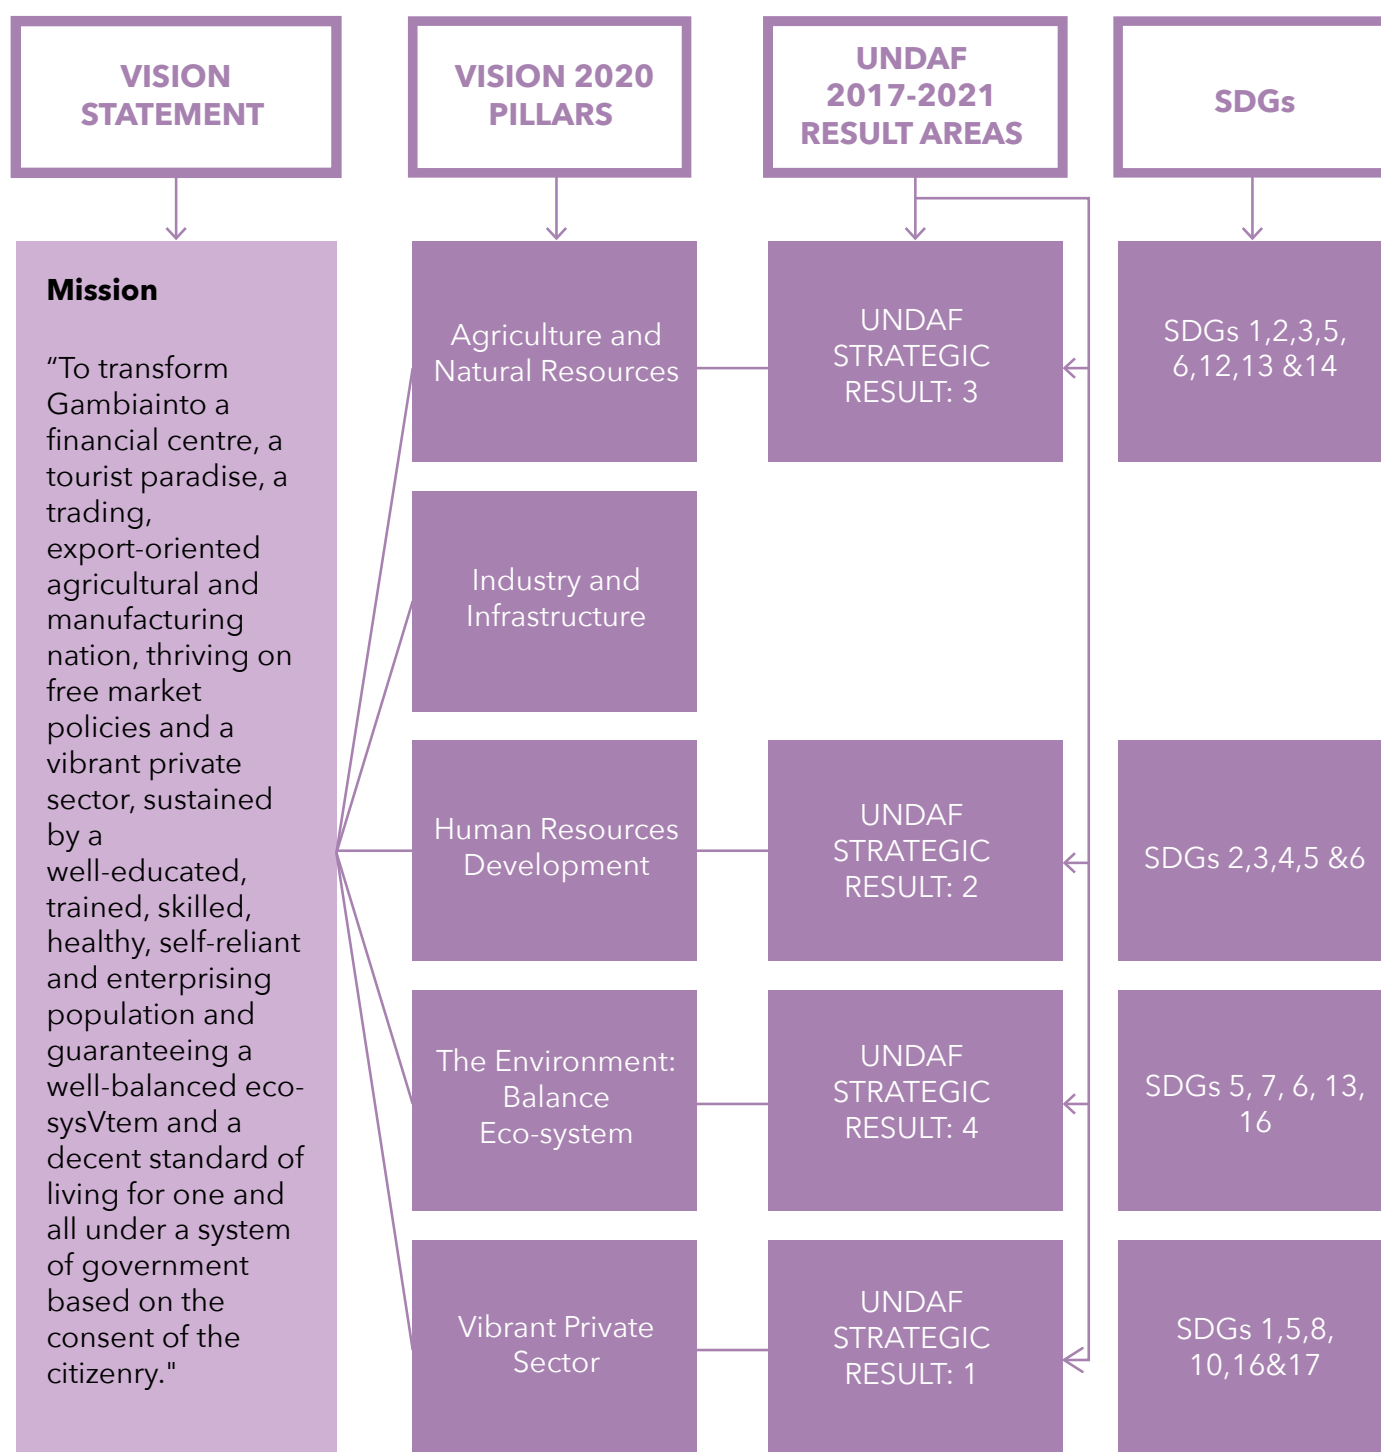 VISION
STATEMENT
VISION 2020
PILLARS
UNDAF
2017-2021
RESULT AREAS
SDGs
Mission
“To transform
Gambiainto a
financial centre, a
tourist paradise, a
trading,
export-oriented
agricultural and
manufacturing
nation, thriving on
free market
policies and a
vibrant private
sector, sustained
by a
well-educated,
trained, skilled,
healthy, self-reliant
and enterprising
population and
guaranteeing a
well-balanced eco-
sysVtem and a
decent standard of
living for one and
all under a system
of government
based on the
consent of the
citizenry."
Agriculture and
Natural Resources
UNDAF
STRATEGIC
RESULT: 3
SDGs 1,2,3,5,
6,12,13 &14
Industry and
Infrastructure
Human Resources
Development
UNDAF
STRATEGIC
RESULT: 2
SDGs 2,3,4,5 &6
The Environment:
Balance
Eco-system
UNDAF
STRATEGIC
RESULT: 4
SDGs 5, 7, 6, 13,
16
Vibrant Private
Sector
UNDAF
STRATEGIC
RESULT: 1
SDGs 1,5,8,
10,16&17